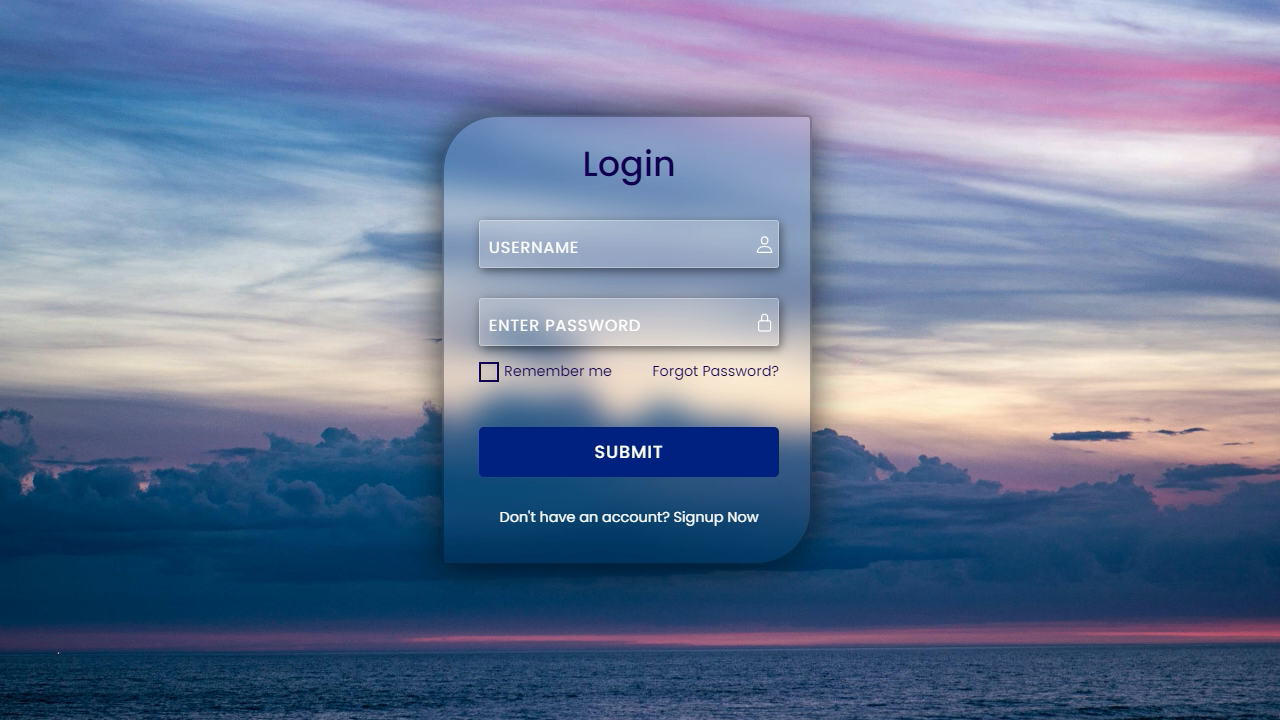 Login
USERNAME
ENTER PASSWORD
Remember me Forgot Password?
SUBMIT
Don't have an account? Signup Now